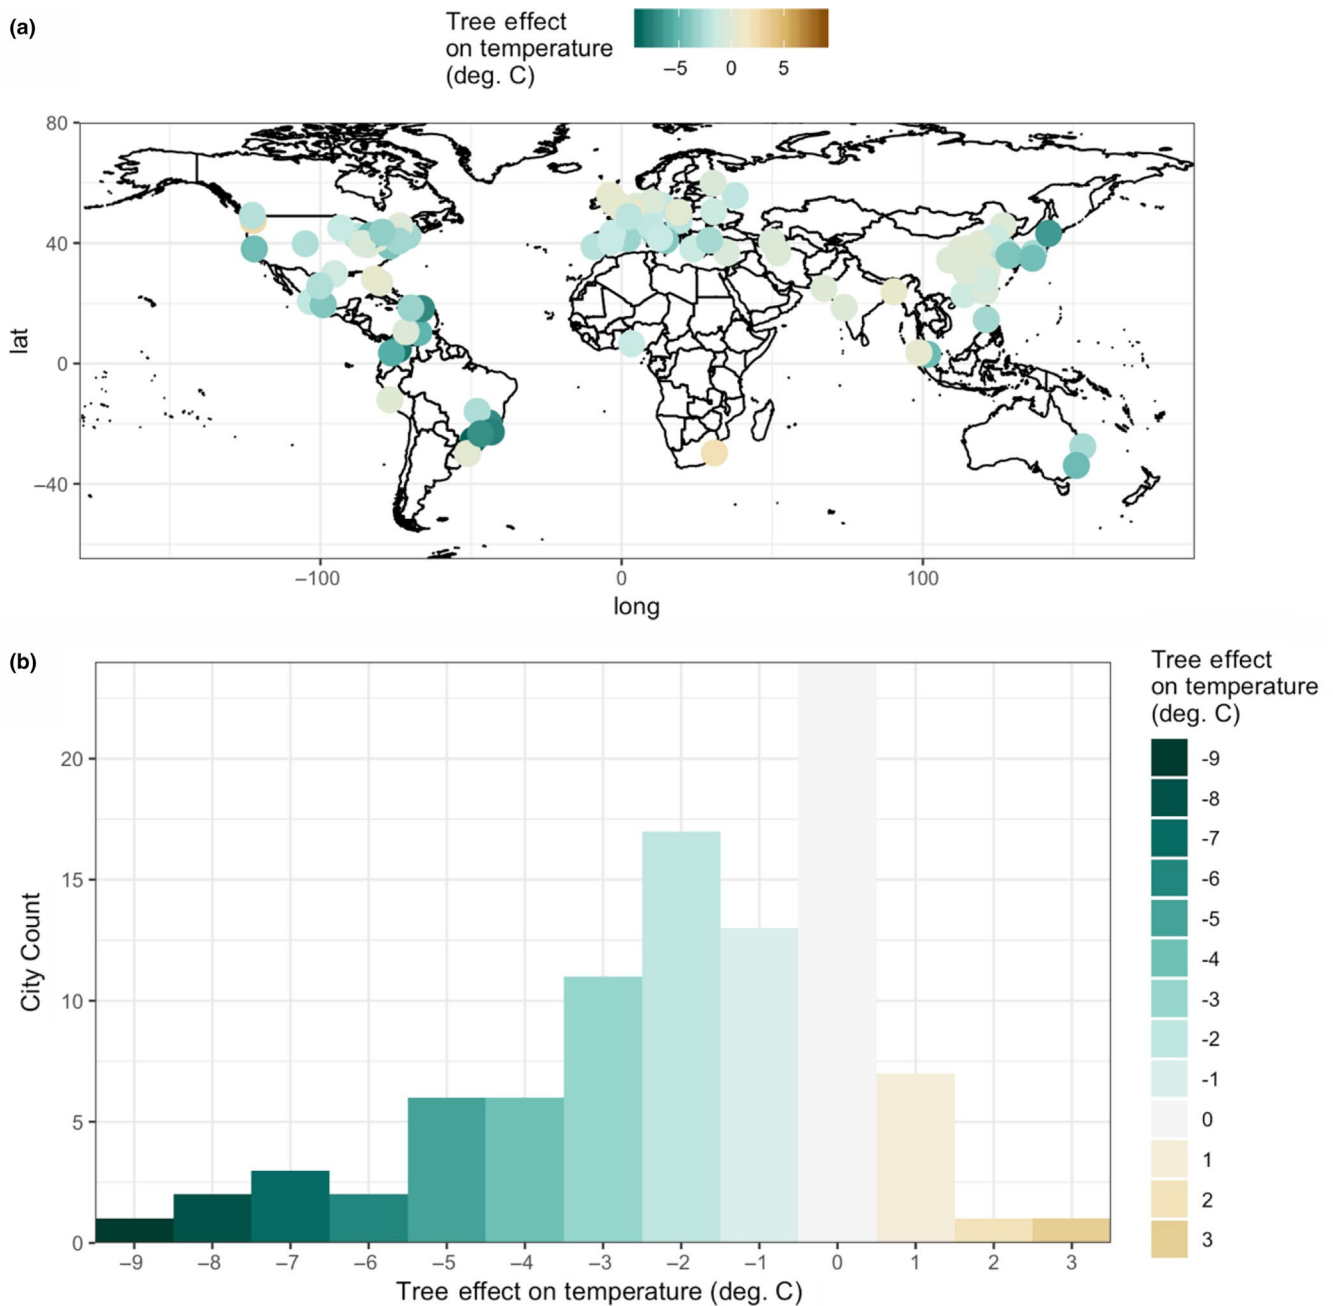 (a)
Tree effect
on temperature
(deg. C)
−5 0 5
80
40
0
−40
lat
−100 0 100
long
(b)
20
15
10
5
0
City Count
−9 −8 −7 −6 −5 −4 −3 −2 −1 0 1 2 3
Tree effect on temperature (deg. C)
Tree effect
on temperature
(deg. C)
-9
-8
-7
-6
-5
-4
-3
-2
-1
0
1
2
3